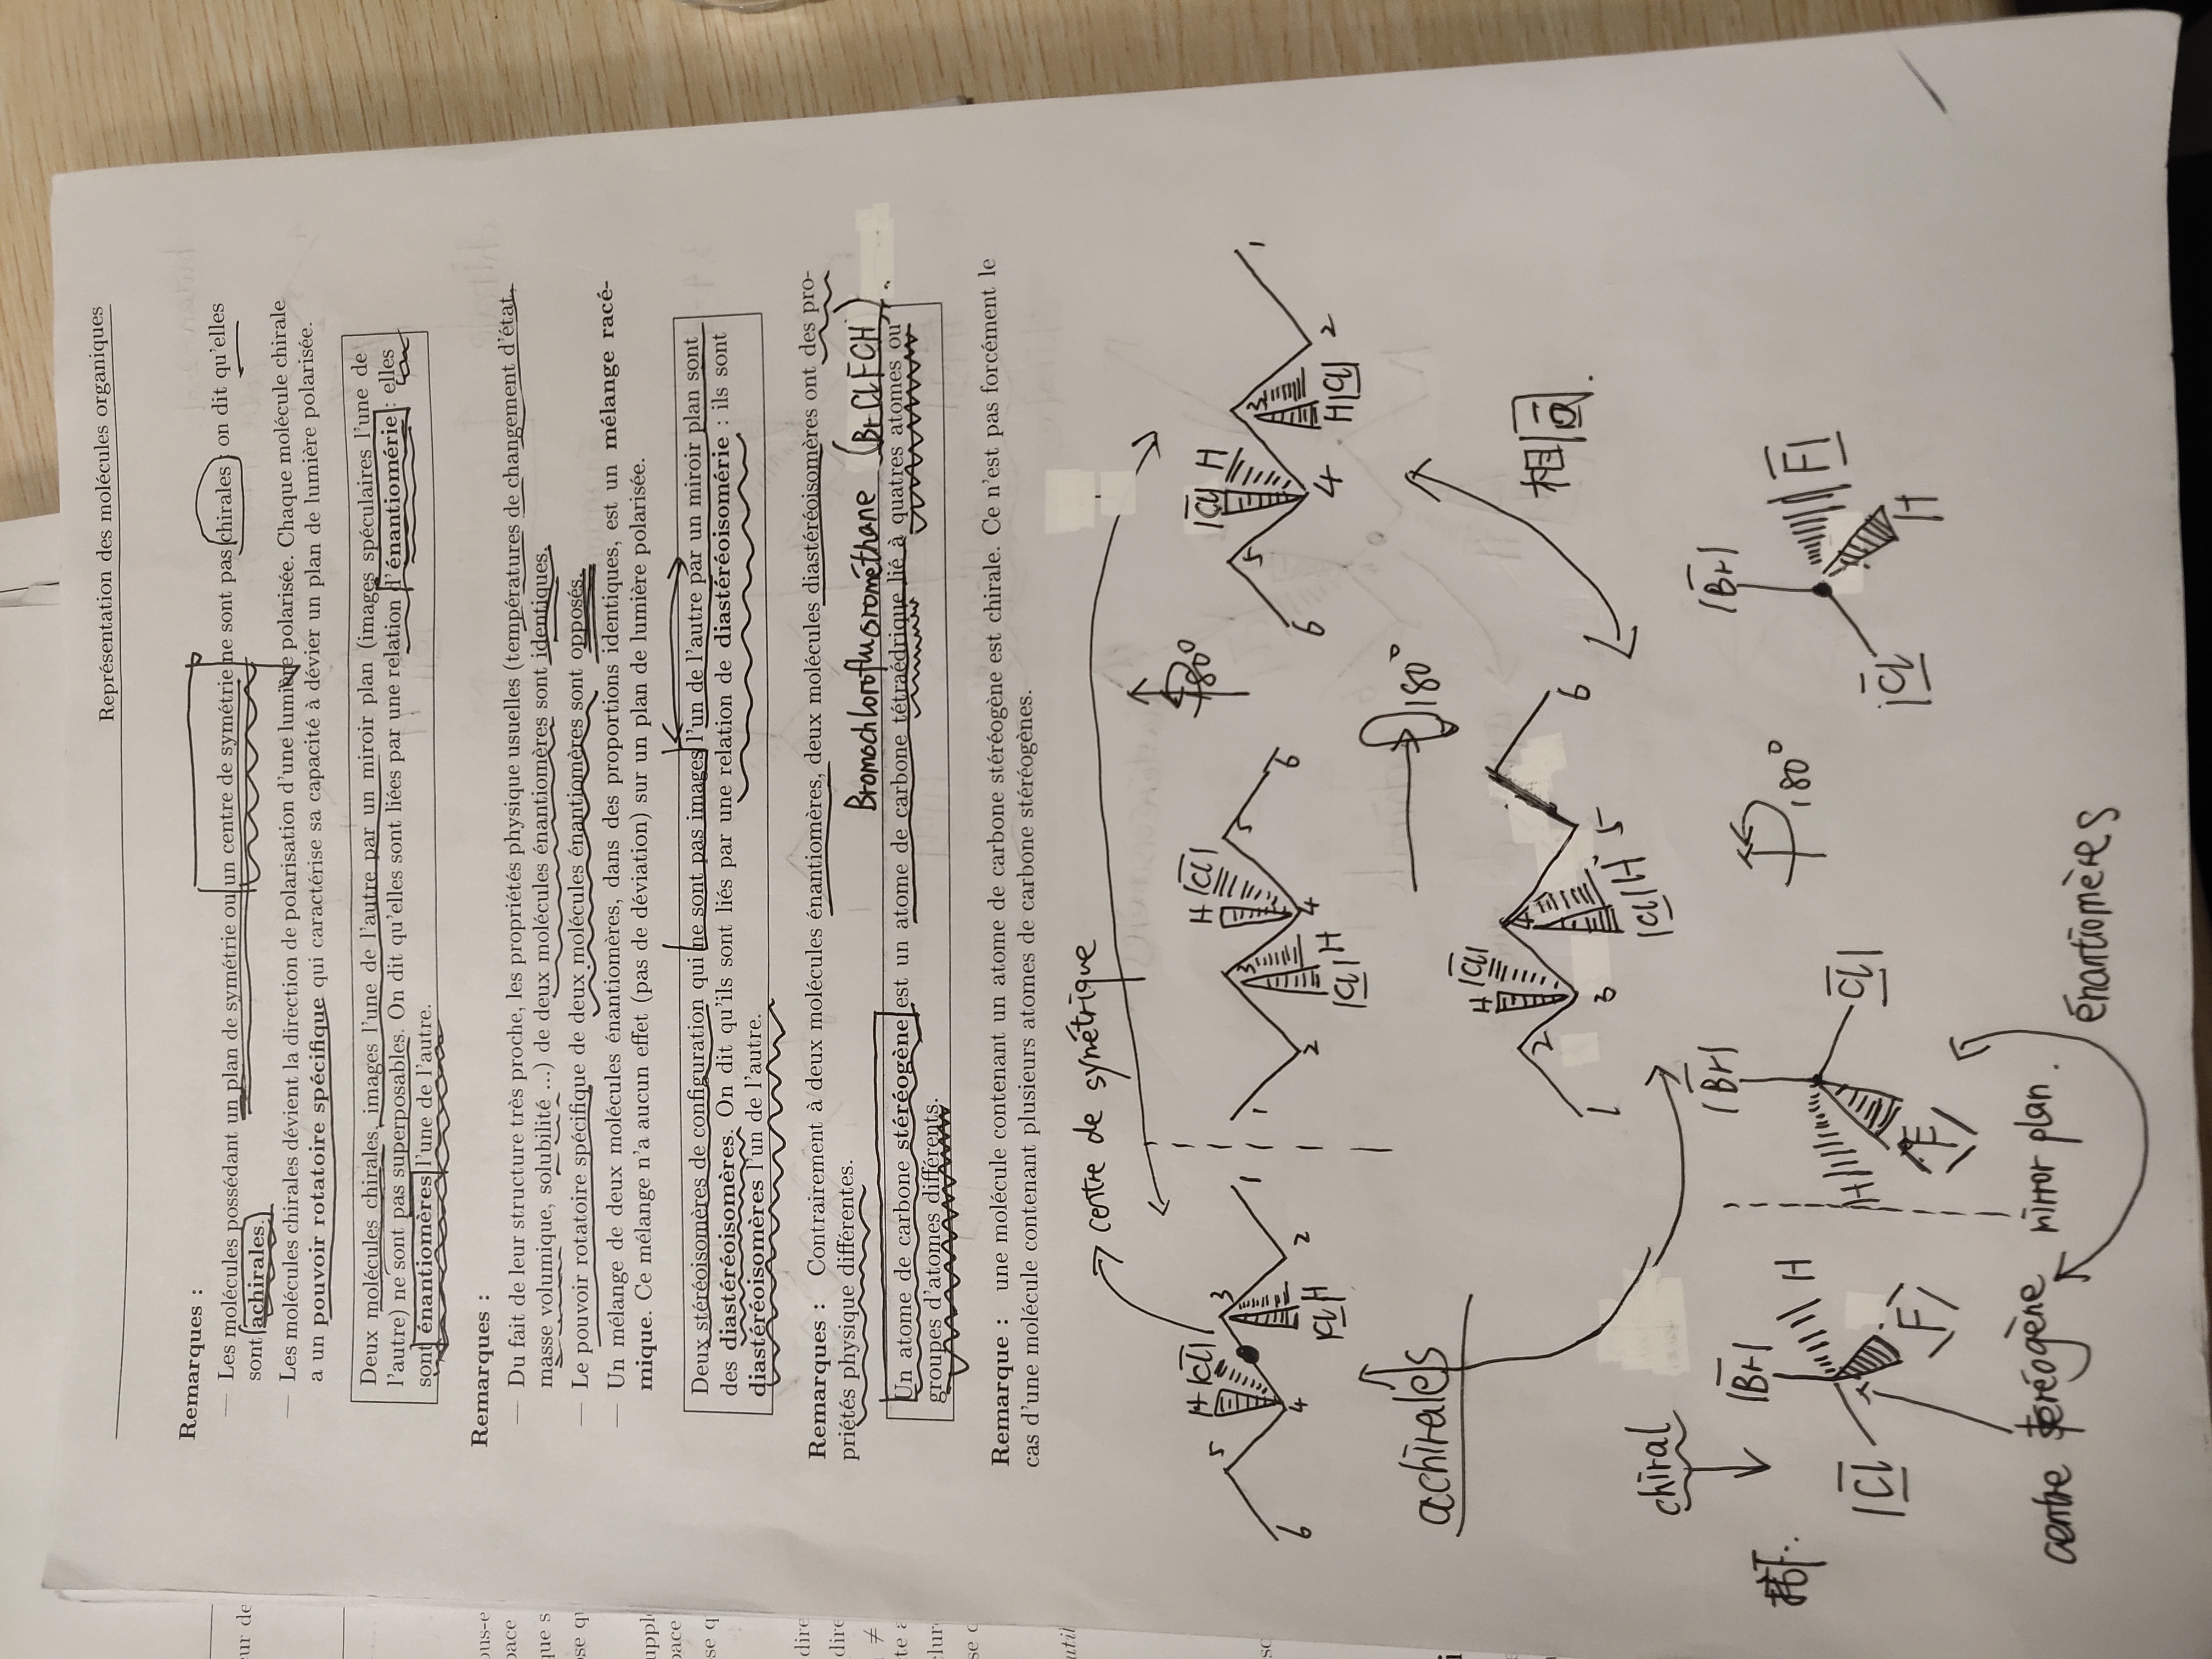 Représentation des molécules organiques
Remarques :
— Les molécules possédant un plan de symétrie ou un centre de symétrie ne sont pas chirales ; on dit qu'elles
sont achirales.
— Les molécules chirales dévient la direction de polarisation d'une lumière polarisée. Chaque molécule chirale
a un pouvoir rotatoire spécifique qui caractérise sa capacité à dévier un plan de lumière polarisée.
Deux molécules chirales, images l'une de l'autre par un miroir plan (images spéculaires l'une de
l'autre) ne sont pas superposables. On dit qu'elles sont liées par une relation d'énantiomérie : elles
sont énantiomères l'une de l'autre.
Remarques :
— Du fait de leur structure très proche, les propriétés physique usuelles (températures de changement d'état,
masse volumique, solubilité ...) de deux molécules énantiomères sont identiques.
— Le pouvoir rotatoire spécifique de deux molécules énantiomères sont opposés.
— Un mélange de deux molécules énantiomères, dans des proportions identiques, est un mélange racé-
mique. Ce mélange n'a aucun effet (pas de déviation) sur un plan de lumière polarisée.
Deux stéréoisomères de configuration qui ne sont pas images l'un de l'autre par un miroir plan sont
des diastéréoisomères. On dit qu'ils sont liés par une relation de diastéréoisomérie : ils sont
diastéréoisomères l'un de l'autre.
Remarques : Contrairement à deux molécules énantiomères, deux molécules diastéréoisomères ont des pro-
priétés physique différentes.
Bromochlorofluorométhane (BrClFCH)
Un atome de carbone stéréogène est un atome de carbone tétraédrique lié à quatres atomes ou
groupes d'atomes différents.
Remarque : une molécule contenant un atome de carbone stéréogène est chirale. Ce n'est pas forcément le
cas d'une molécule contenant plusieurs atomes de carbone stéréogènes.
centre de symétrique
H |Cl| H |Cl| 180° |Cl| H
6 5 4 3 2 1 1 2 3 4 5 6 6 5 4 3 2 1
|Cl| H |Cl| H H |Cl|
achirales
180°
H |Cl|
1 2 3 4 5 6
|Cl| H
相同.
chiral
|Br| |Br| 180° |Br|
H H F|
|Cl Cl| |Cl
F F H
centre stéréogène mirror plan.
énantiomères